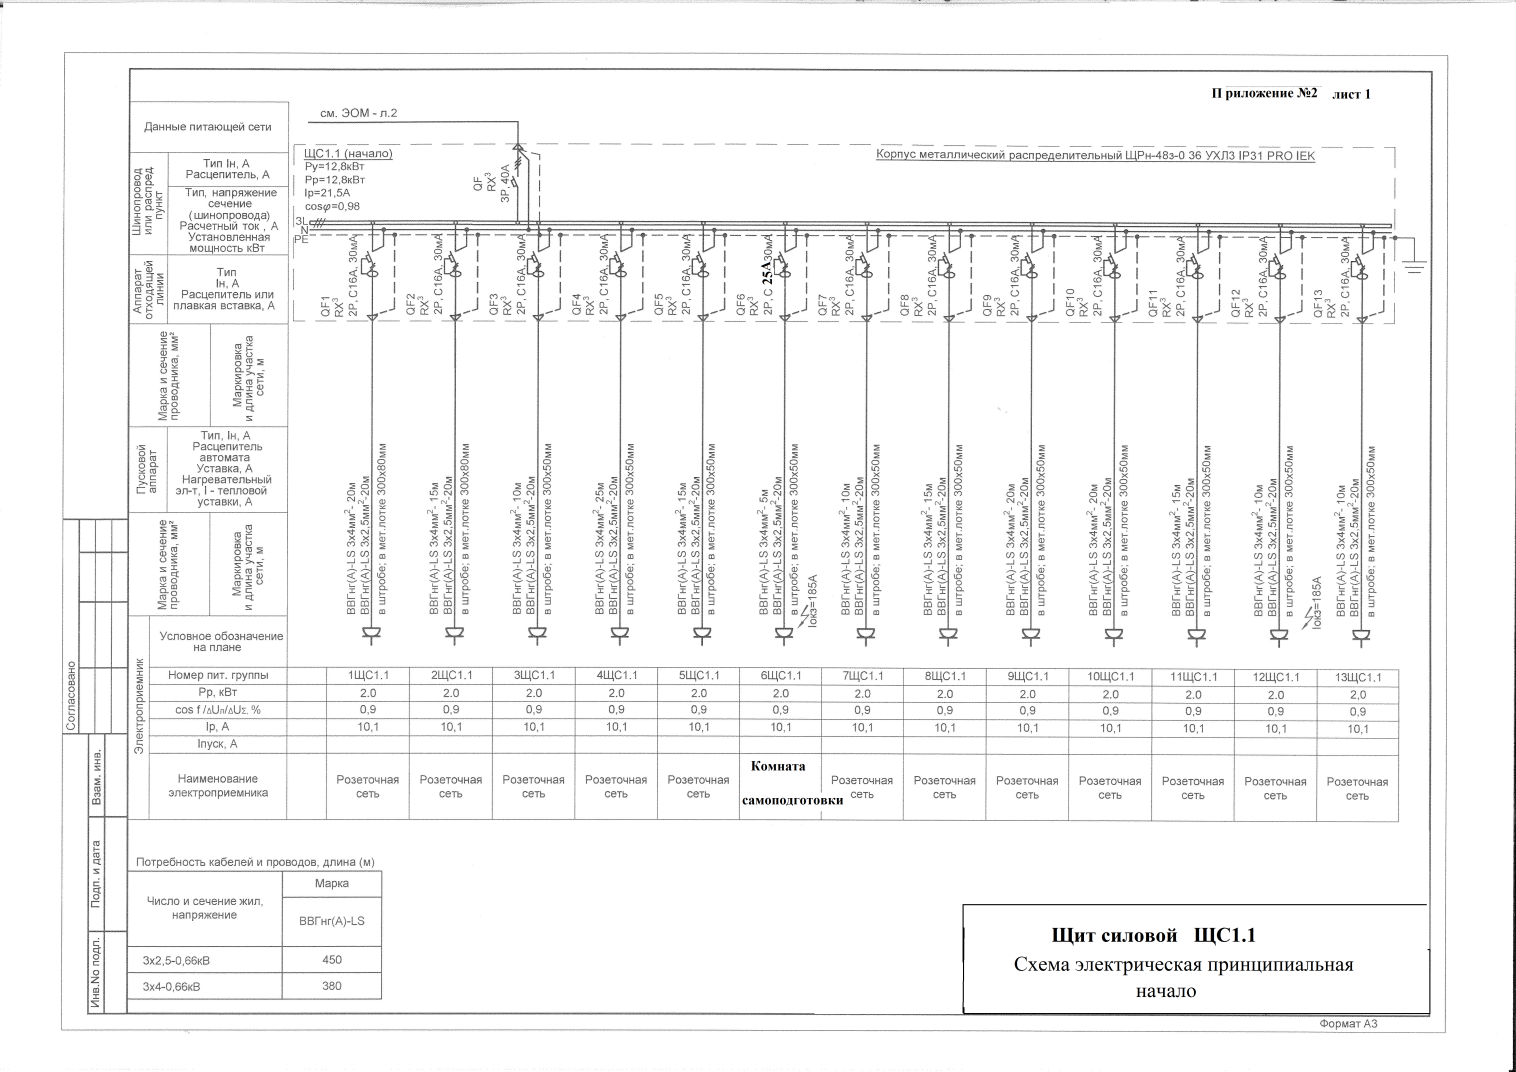 П риложение №2 лист 1
см. ЭОМ - л.2
Данные питающей сети
Шинопровод
или распред.
пункт
Тип Iн, А
Расцепитель, А
Тип, напряжение
сечение
(шинопровода)
Расчетный ток , А
Установленная
мощность кВт
Аппарат
отходящей
линии
Тип
Iн, А
Расцепитель или
плавкая вставка, А
Марка и сечение
проводника, мм²
Маркировка
и длина участка
сети, м
Пусковой
аппарат
Тип, Iн, А
Расцепитель
автомата
Уставка, А
Нагревательный
эл-т, I - тепловой
уставки, А
Марка и сечение
проводника, мм²
Маркировка
и длина участка
сети, м
ЩС1.1 (начало)
Ру=12,8кВт
Рр=12,8кВт
Iр=21,5А
cosφ=0,98
QF
RX³
3P, 40А
Корпус металлический распределительный ЩРн-48з-0 36 УХЛ3 IP31 PRO IEK
3L
N
PE
QF1
RX³
2P, C16A, 30мА
QF2
RX³
2P, C16A, 30мА
QF3
RX³
2P, C16A, 30мА
QF4
RX³
2P, C16A, 30мА
QF5
RX³
2P, C16A, 30мА
QF6
RX³
2P, C 25А 30мА
QF7
RX³
2P, C16A, 30мА
QF8
RX³
2P, C16A, 30мА
QF9
RX³
2P, C16A, 30мА
QF10
RX³
2P, C16A, 30мА
QF11
RX³
2P, C16A, 30мА
QF12
RX³
2P, C16A, 30мА
QF13
RX³
2P, C16A, 30мА
ВВГнг(А)-LS 3х4мм²- 20м
ВВГнг(А)-LS 3х2,5мм²-20м
в штробе; в мет.лотке 300х80мм
ВВГнг(А)-LS 3х4мм²- 15м
ВВГнг(А)-LS 3х2,5мм²-20м
в штробе; в мет.лотке 300х80мм
ВВГнг(А)-LS 3х4мм²- 10м
ВВГнг(А)-LS 3х2,5мм²-20м
в штробе; в мет.лотке 300х50мм
ВВГнг(А)-LS 3х4мм²-25м
ВВГнг(А)-LS 3х2,5мм²-20м
в штробе; в мет.лотке 300х50мм
ВВГнг(А)-LS 3х4мм²- 15м
ВВГнг(А)-LS 3х2,5мм²-20м
в штробе; в мет.лотке 300х50мм
ВВГнг(А)-LS 3х4мм²- 5м
ВВГнг(А)-LS 3х2,5мм²-20м
в штробе; в мет.лотке 300х50мм
Iокз=185А
ВВГнг(А)-LS 3х4мм²- 10м
ВВГнг(А)-LS 3х2,5мм²-20м
в штробе; в мет.лотке 300х50мм
ВВГнг(А)-LS 3х4мм²- 15м
ВВГнг(А)-LS 3х2,5мм²-20м
в штробе; в мет.лотке 300х50мм
ВВГнг(А)-LS 3х4мм²- 20м
ВВГнг(А)-LS 3х2,5мм²-20м
в штробе; в мет.лотке 300х50мм
ВВГнг(А)-LS 3х4мм²- 20м
ВВГнг(А)-LS 3х2,5мм²-20м
в штробе; в мет.лотке 300х50мм
ВВГнг(А)-LS 3х4мм²- 15м
ВВГнг(А)-LS 3х2,5мм²-20м
в штробе; в мет.лотке 300х50мм
ВВГнг(А)-LS 3х4мм²- 10м
ВВГнг(А)-LS 3х2,5мм²-20м
в штробе; в мет.лотке 300х50мм
Iокз=185А
ВВГнг(А)-LS 3х4мм²- 10м
ВВГнг(А)-LS 3х2,5мм²-20м
в штробе; в мет.лотке 300х50мм
Электроприемник
Условное обозначение
на плане
Номер пит. группы 1ЩС1.1 2ЩС1.1 3ЩС1.1 4ЩС1.1 5ЩС1.1 6ЩС1.1 7ЩС1.1 8ЩС1.1 9ЩС1.1 10ЩС1.1 11ЩС1.1 12ЩС1.1 13ЩС1.1
Рр, кВт 2.0 2.0 2.0 2.0 2.0 2.0 2.0 2.0 2.0 2.0 2.0 2.0 2,0
cos f /∆Uл/∆UΣ, % 0,9 0,9 0,9 0,9 0,9 0,9 0,9 0,9 0,9 0,9 0,9 0,9 0,9
Iр, А 10,1 10,1 10,1 10,1 10,1 10,1 10,1 10,1 10,1 10,1 10,1 10,1 10,1
Iпуск, А
Наименование
электроприемника
Розеточная
сеть
Розеточная
сеть
Розеточная
сеть
Розеточная
сеть
Розеточная
сеть
Комната
самоподготовки
Розеточная
сеть
Розеточная
сеть
Розеточная
сеть
Розеточная
сеть
Розеточная
сеть
Розеточная
сеть
Розеточная
сеть
Согласовано
Взам. инв.
Подп. и дата
Инв.No подл.
Потребность кабелей и проводов, длина (м)
Число и сечение жил,
напряжение
Марка
ВВГнг(А)-LS
3х2,5-0,66кВ 450
3х4-0,66кВ 380
Щит силовой ЩС1.1
Схема электрическая принципиальная
начало
Формат А3